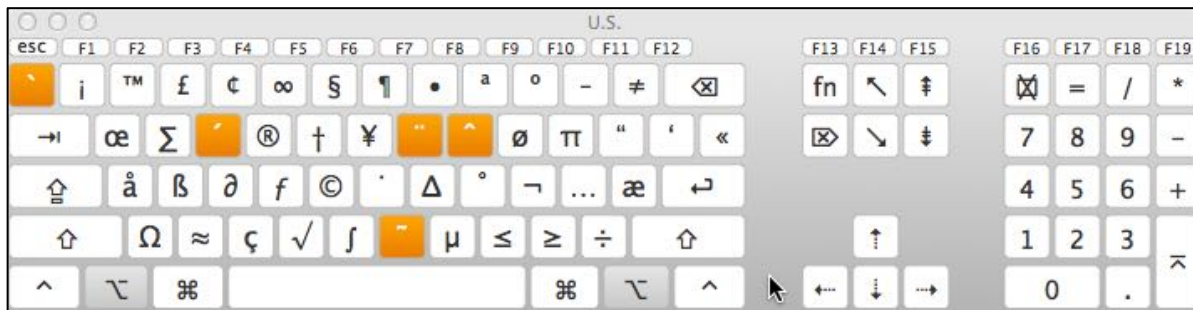 U.S.
esc F1 F2 F3 F4 F5 F6 F7 F8 F9 F10 F11 F12 F13 F14 F15 F16 F17 F18 F19
` ¡ ™ £ ¢ ∞ § ¶ • ª º – ≠ ⌫ fn ↖ ⇞ ⌧ = / *
⇥ œ ∑ ´ ® † ¥ ¨ ˆ ø π “ ‘ « ⌦ ↘ ⇟ 7 8 9 -
⇪ å ß ∂ ƒ © ˙ ∆ ˚ ¬ … æ ↩ 4 5 6 +
⇧ Ω ≈ ç √ ∫ ˜ µ ≤ ≥ ÷ ⇧ ⇡ 1 2 3 ⌅
⌃ ⌥ ⌘ ⌘ ⌥ ⌃ ⇠ ⇣ ⇢ 0 .